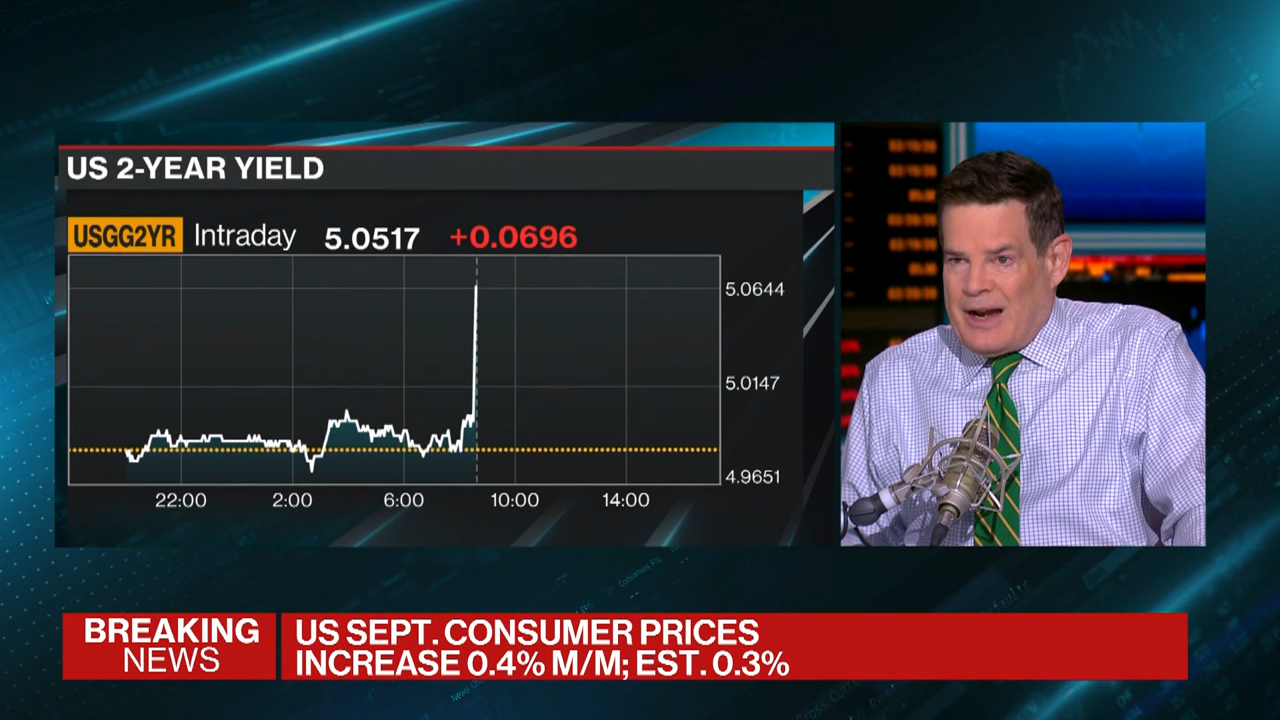 US 2-YEAR YIELD
USGG2YR Intraday 5.0517 +0.0696
5.0644
5.0147
4.9651
22:00 2:00 6:00 10:00 14:00
BREAKING
NEWS
US SEPT. CONSUMER PRICES
INCREASE 0.4% M/M; EST. 0.3%